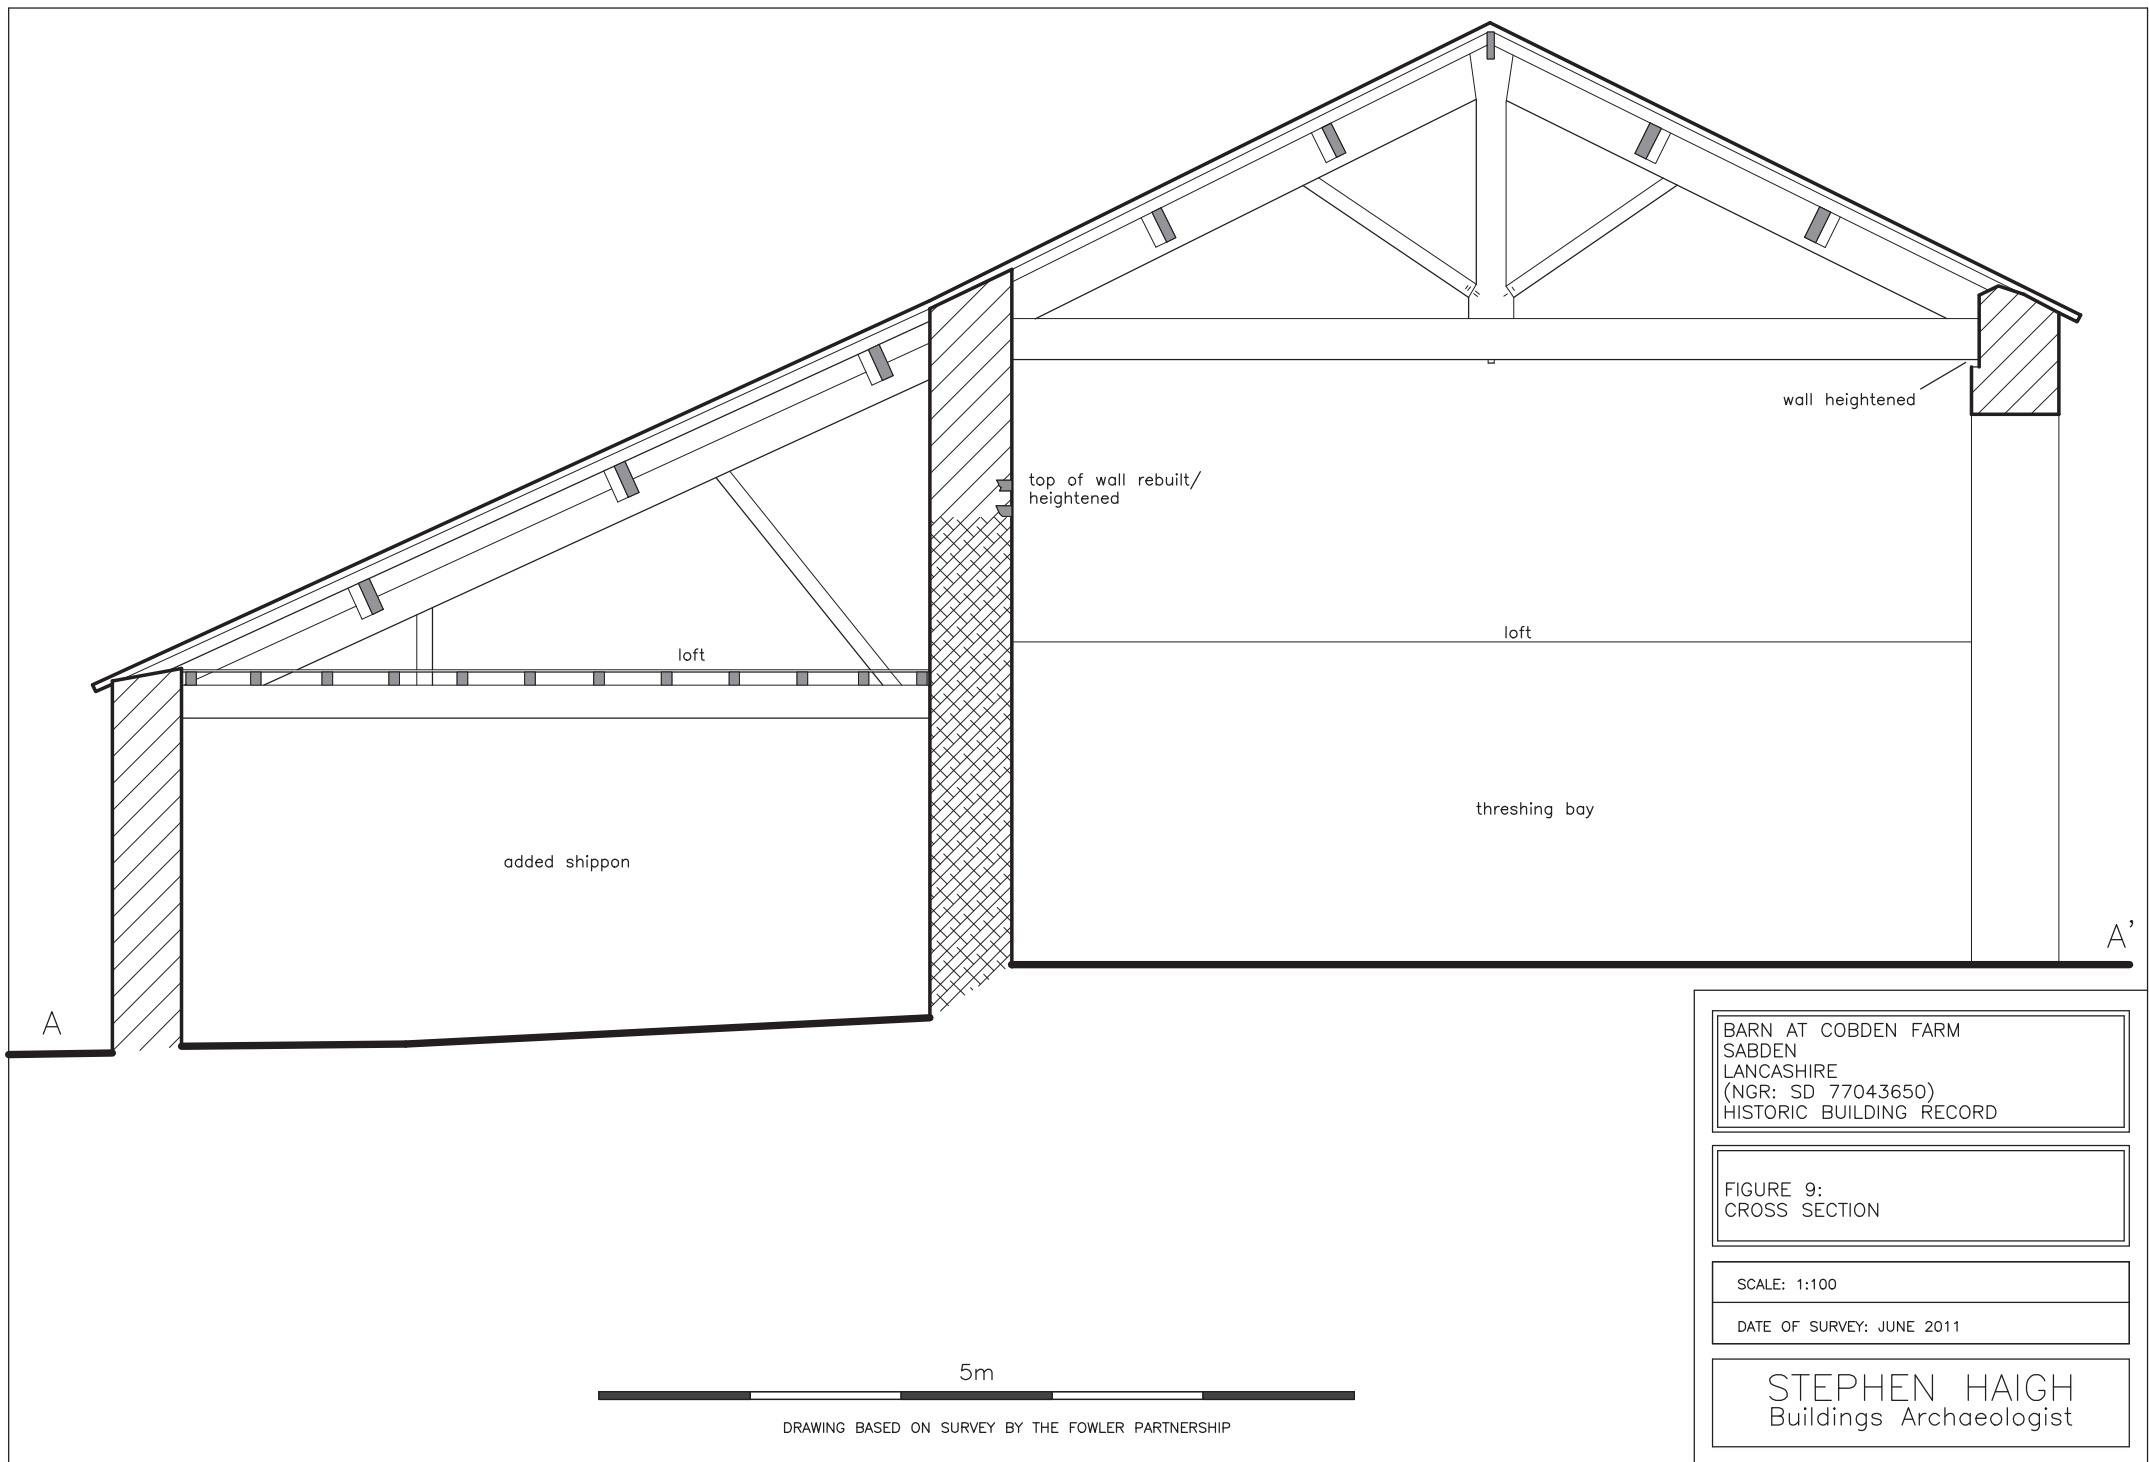 wall heightened
top of wall rebuilt/
heightened
loft
loft
threshing bay
added shippon
A
A'
BARN AT COBDEN FARM
SABDEN
LANCASHIRE
(NGR: SD 77043650)
HISTORIC BUILDING RECORD
FIGURE 9:
CROSS SECTION
SCALE: 1:100
DATE OF SURVEY: JUNE 2011
STEPHEN HAIGH
Buildings Archaeologist
5m
DRAWING BASED ON SURVEY BY THE FOWLER PARTNERSHIP